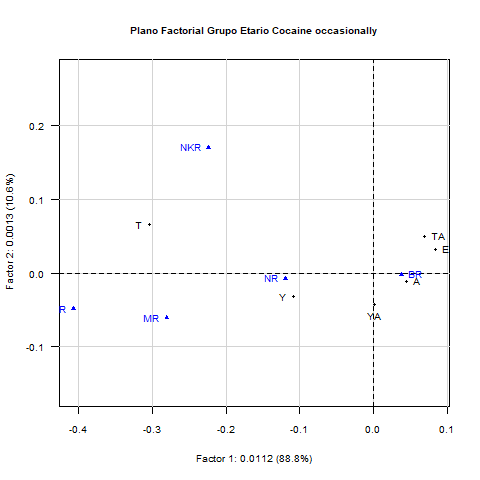 Plano Factorial Grupo Etario Cocaine occasionally
0.2
NKR
0.1
T
TA
E
0.0
NR
BR
A
Y
R
MR
YA
-0.1
Factor 2: 0.0013 (10.6%)
-0.4 -0.3 -0.2 -0.1 0.0 0.1
Factor 1: 0.0112 (88.8%)